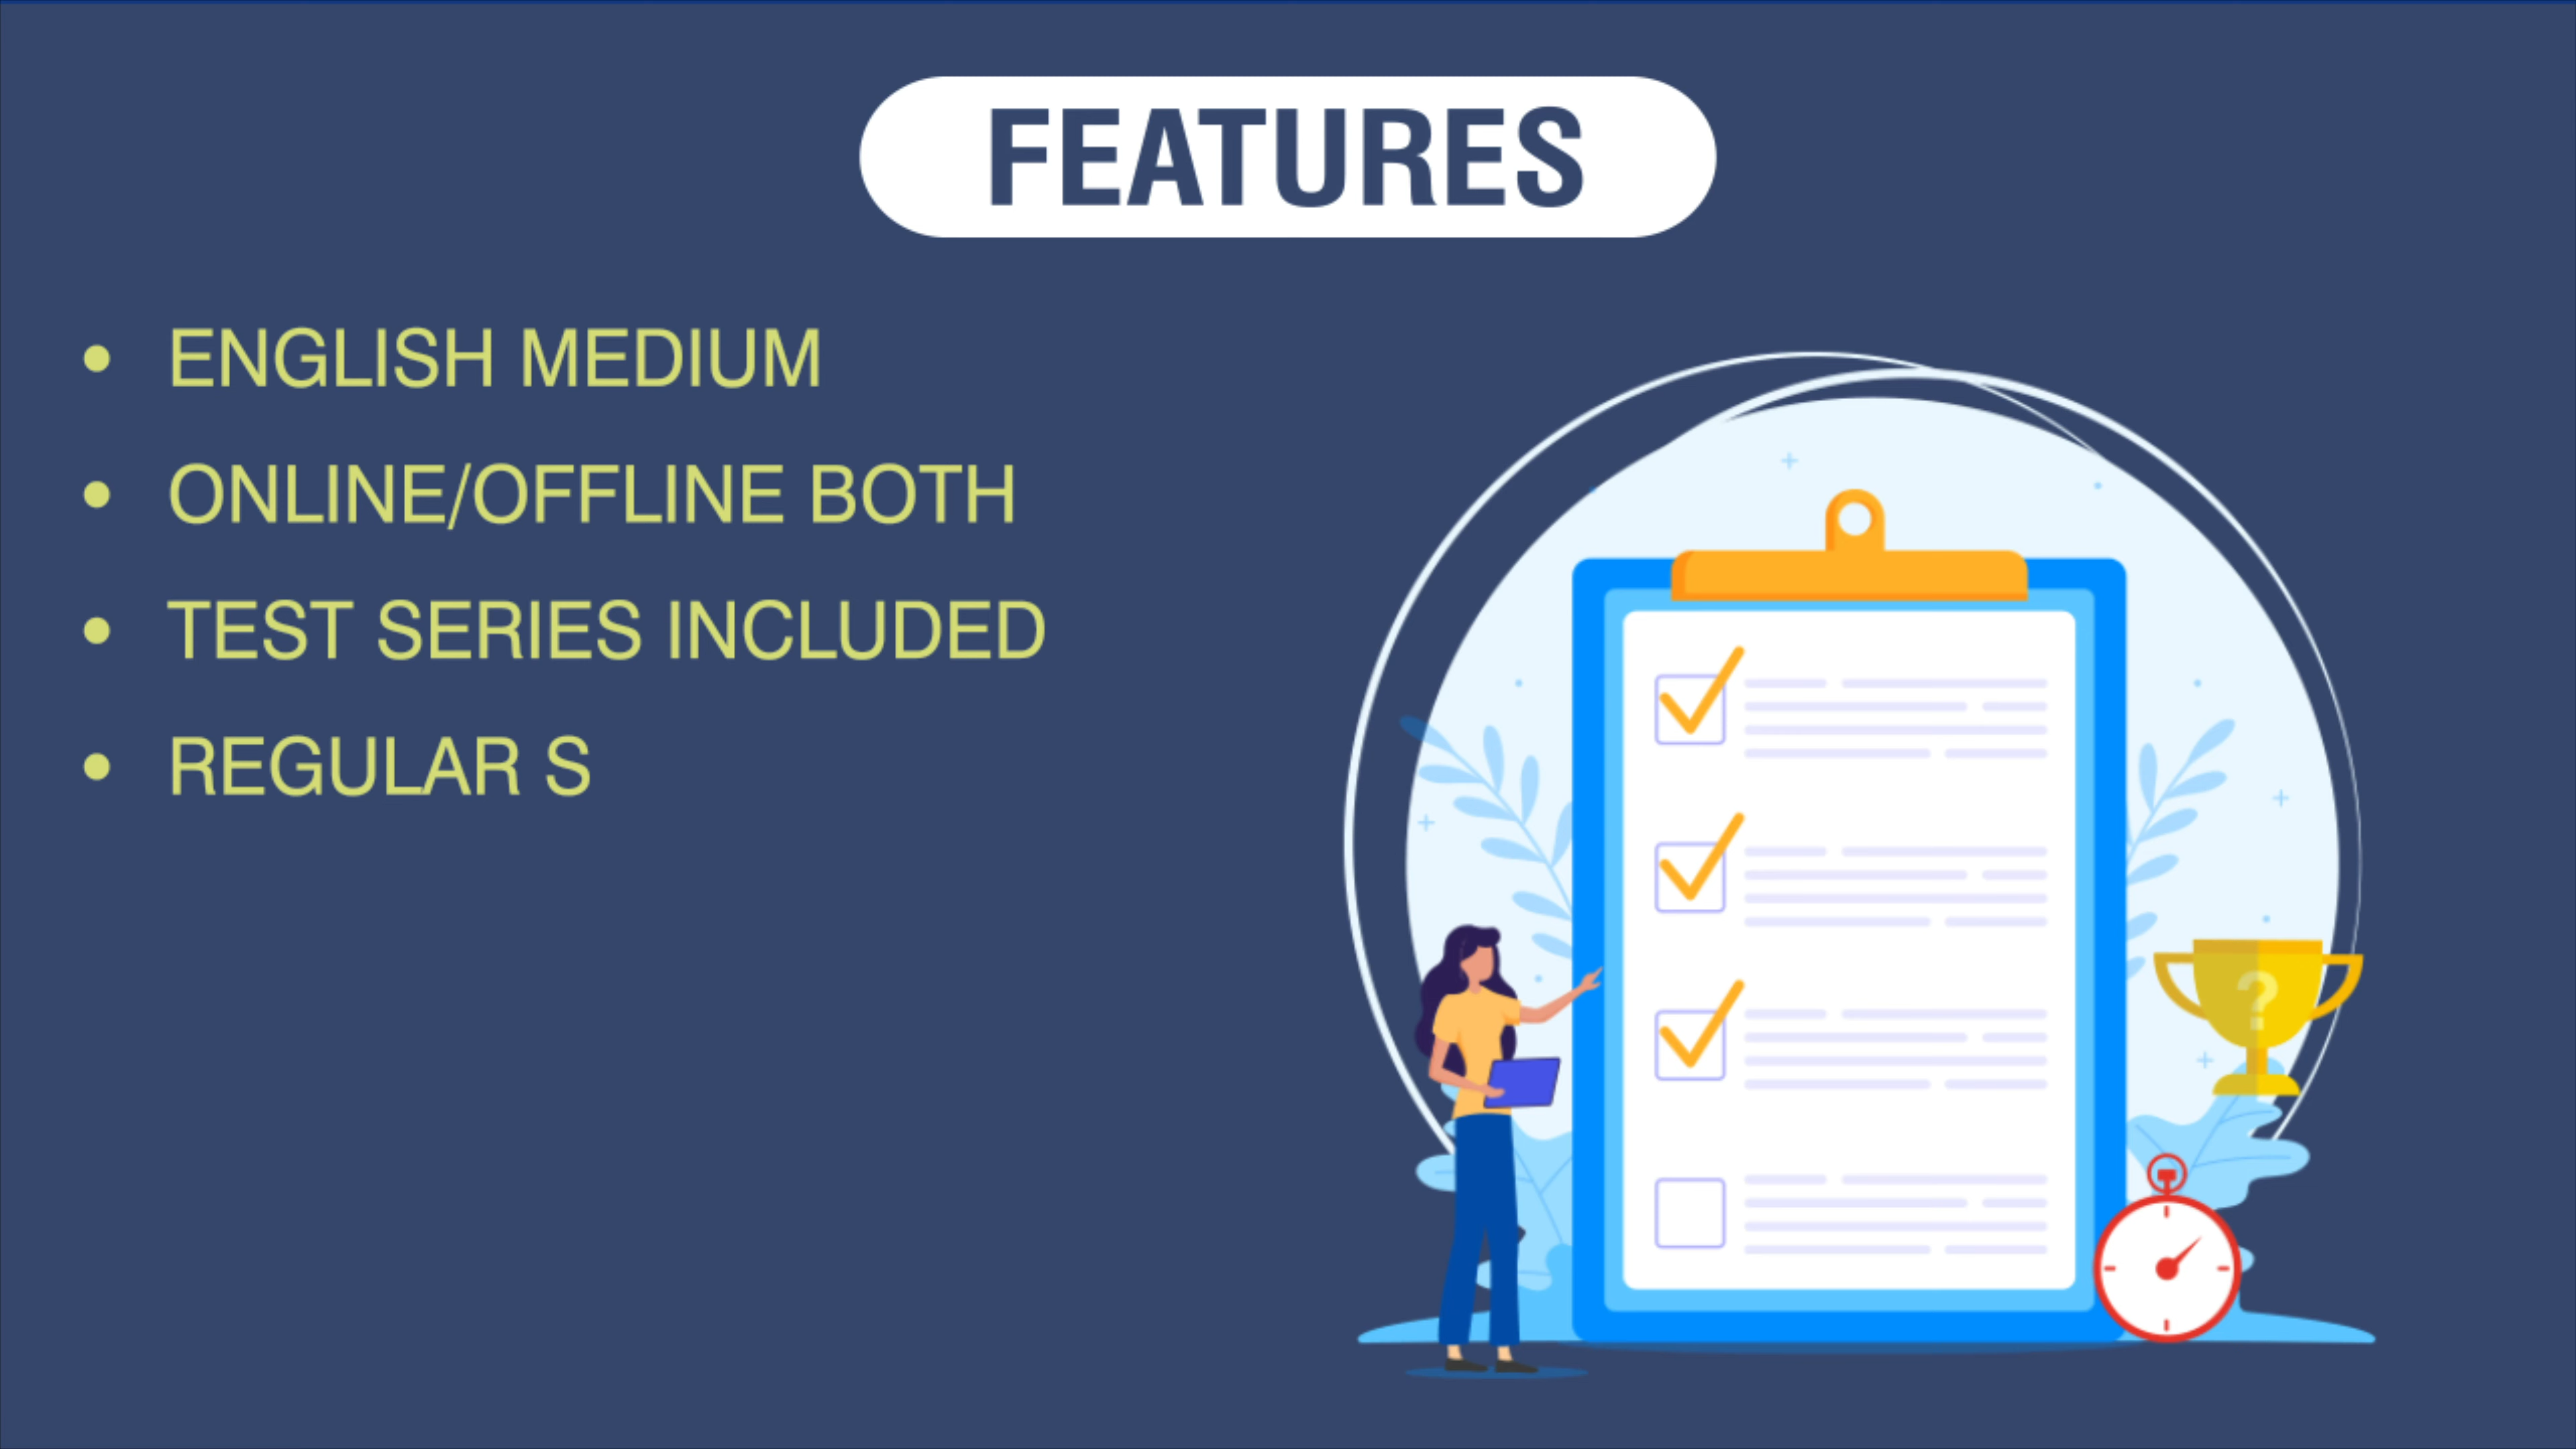 FEATURES
• ENGLISH MEDIUM
• ONLINE/OFFLINE BOTH
• TEST SERIES INCLUDED
• REGULAR S
?